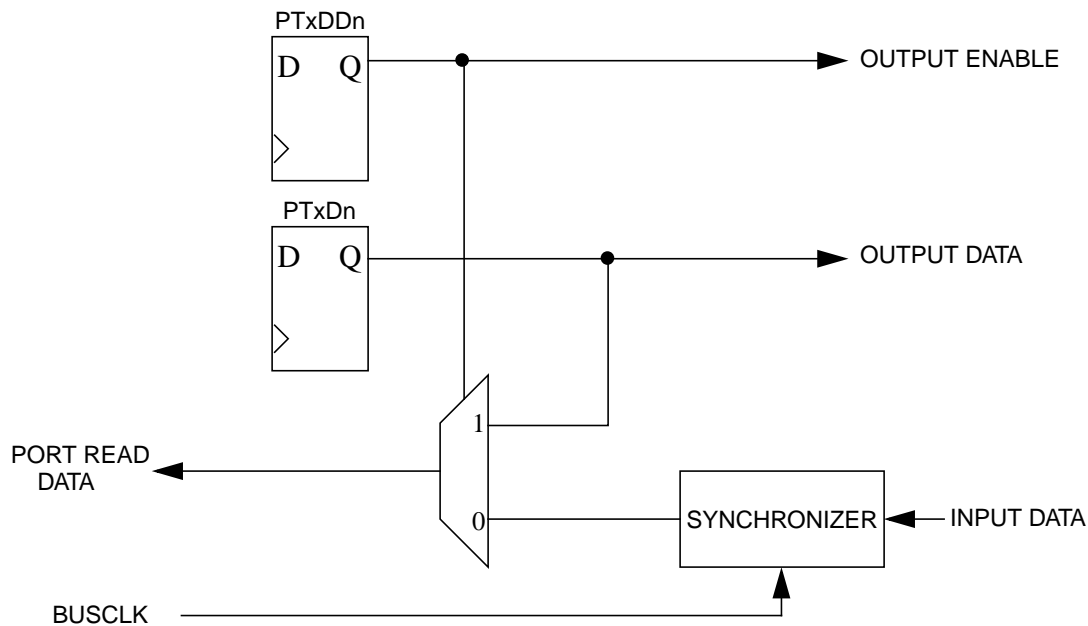 PTxDDn
D Q
OUTPUT ENABLE
PTxDn
D Q
OUTPUT DATA
1
PORT READ
DATA
0
SYNCHRONIZER
INPUT DATA
BUSCLK